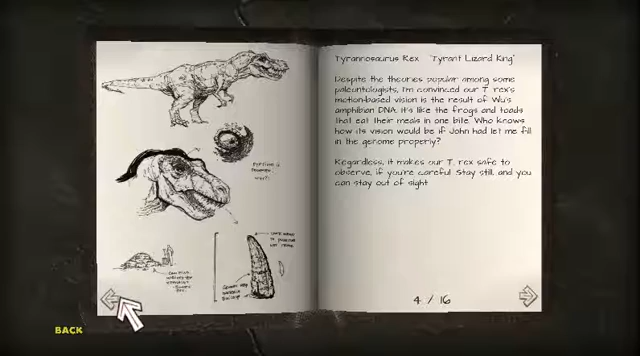 Tyrannosaurus Rex "Tyrant Lizard King"
Despite the theories popular among some
paleontologists, I'm convinced our T. rex's
motion-based vision is the result of Wu's
amphibian DNA. It's like the frogs and toads
that eat their meals in one bite. Who knows
how its vision would be if John had let me fill
in the genome properly?
Regardless, it makes our T. rex safe to
observe, if you're careful. Stay still, and you
can stay out of sight
4 / 16
BACK